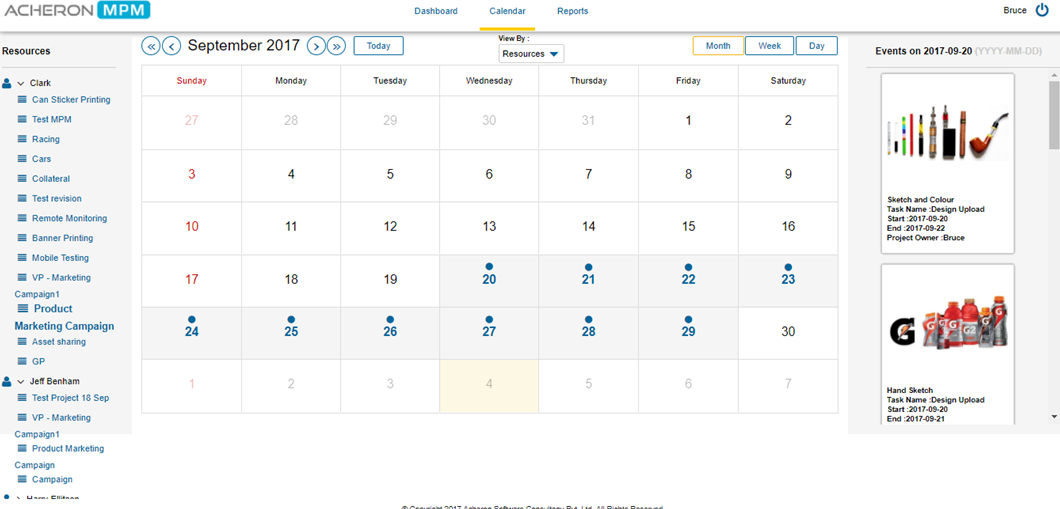 ACHERON MPM
Dashboard Calendar Reports
Bruce
Resources
Clark
Can Sticker Printing
Test MPM
Racing
Cars
Collateral
Test revision
Remote Monitoring
Banner Printing
Mobile Testing
VP - Marketing
Campaign1
Product
Marketing Campaign
Asset sharing
GP
Jeff Benham
Test Project 18 Sep
VP - Marketing
Campaign1
Product Marketing
Campaign
Campaign
« ‹ September 2017 › » Today
View By :
Resources
Month Week Day
Sunday Monday Tuesday Wednesday Thursday Friday Saturday
27 28 29 30 31 1 2
3 4 5 6 7 8 9
10 11 12 13 14 15 16
17 18 19 20 21 22 23
24 25 26 27 28 29 30
1 2 3 4 5 6 7
Events on 2017-09-20 (YYYY-MM-DD)
Sketch and Colour
Task Name :Design Upload
Start :2017-09-20
End :2017-09-22
Project Owner :Bruce
G
Hand Sketch
Task Name :Design Upload
Start :2017-09-20
End :2017-09-21
© Copyright 2017 Acheron Software Consultancy Pvt. Ltd. All Rights Reserved